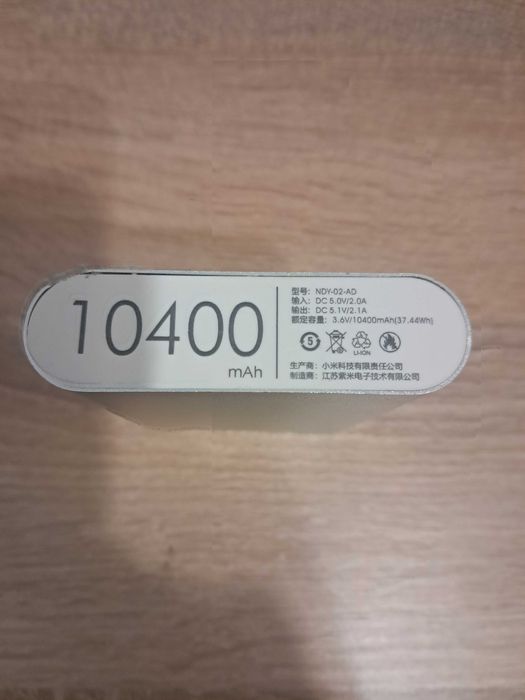 10400
mAh
型号: NDY-02-AD
输入: DC 5.0V/2.0A
输出: DC 5.1V/2.1A
额定容量: 3.6V/10400mAh(37.44Wh)
5
LI-ION
生产商: 小米科技有限责任公司
制造商: 江苏紫米电子技术有限公司